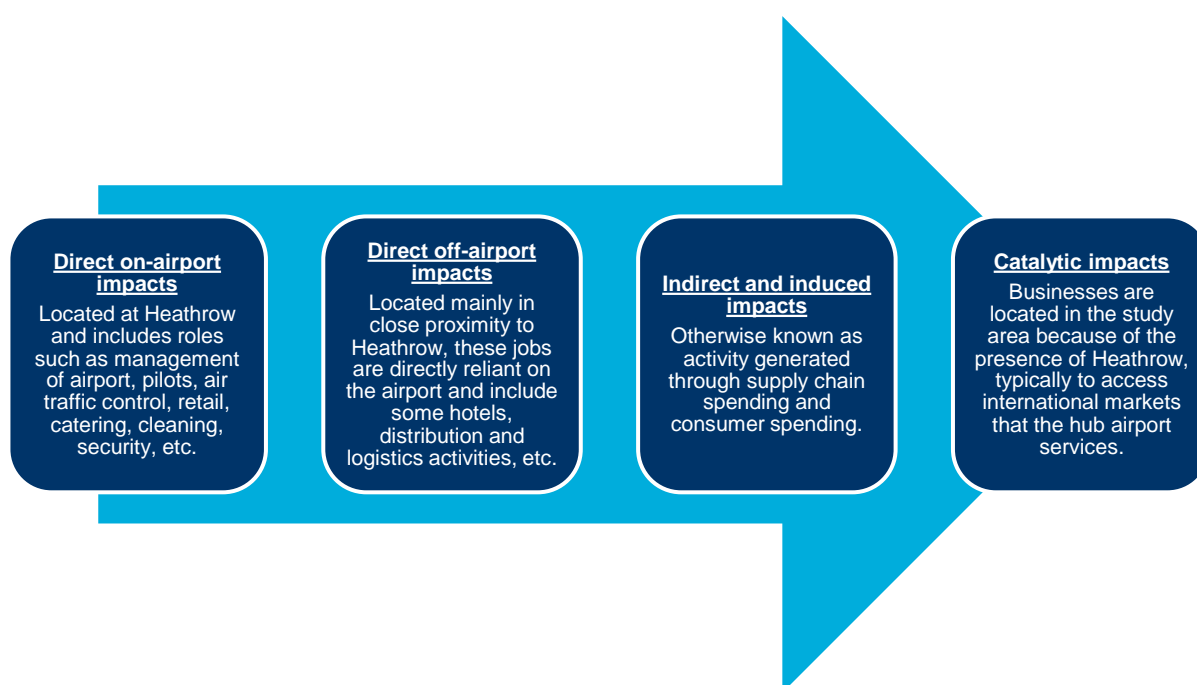 Direct on-airport
impacts
Located at Heathrow
and includes roles
such as management
of airport, pilots, air
traffic control, retail,
catering, cleaning,
security, etc.
Direct off-airport
impacts
Located mainly in
close proximity to
Heathrow, these jobs
are directly reliant on
the airport and include
some hotels,
distribution and
logistics activities, etc.
Indirect and induced
impacts
Otherwise known as
activity generated
through supply chain
spending and
consumer spending.
Catalytic impacts
Businesses are
located in the study
area because of the
presence of Heathrow,
typically to access
international markets
that the hub airport
services.